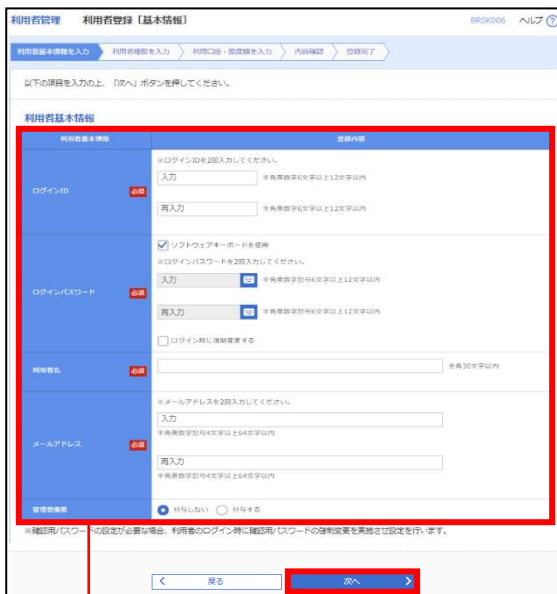 利用者管理 利用者登録［基本情報］ BRSK006 ヘルプ ?
利用者基本情報を入力 利用者権限を入力 利用口座・限度額を入力 内容確認 登録完了
以下の項目を入力の上、「次へ」ボタンを押してください。
利用者基本情報
利用者基本情報 登録内容
※ログインIDを2回入力してください。
入力 半角英数字6文字以上12文字以内
ログインID 必須
再入力 半角英数字6文字以上12文字以内
ソフトウェアキーボードを使用
※ログインパスワードを2回入力してください。
入力 半角英数字記号6文字以上12文字以内
ログインパスワード 必須
再入力 半角英数字記号6文字以上12文字以内
ログイン時に強制変更する
利用者名 必須 全角30文字以内
※メールアドレスを2回入力してください。
入力
半角英数字記号4文字以上64文字以内
メールアドレス 必須
再入力
半角英数字記号4文字以上64文字以内
管理者権限 付与しない 付与する
※確認用パスワードの設定が必要な場合、利用者のログイン時に確認用パスワードの強制変更を実施させ設定を行います。
< 戻る 次へ >